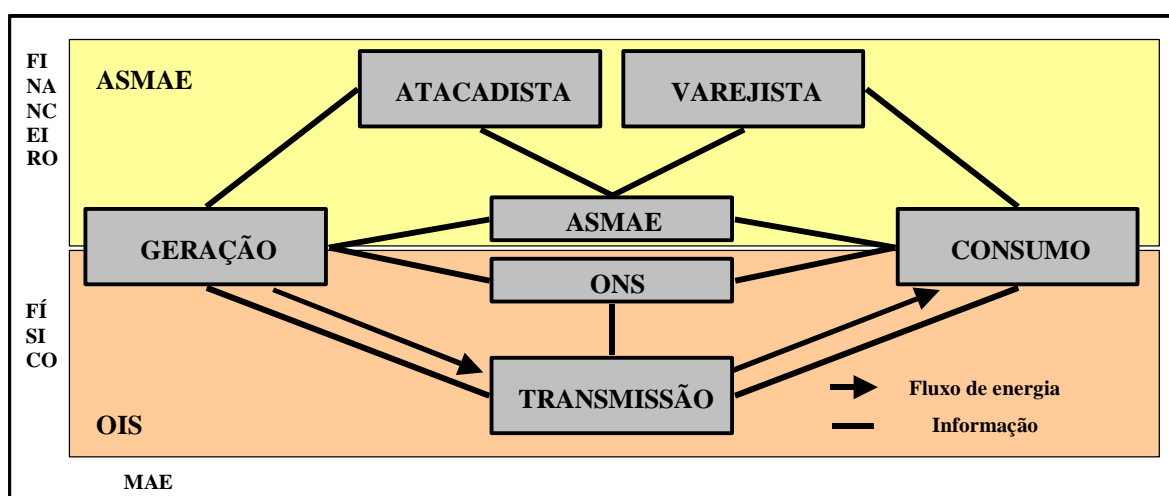 FI
NA
NC
EI
RO
ASMAE
ATACADISTA
VAREJISTA
ASMAE
GERAÇÃO
CONSUMO
ONS
FÍ
SI
CO
TRANSMISSÃO
Fluxo de energia
Informação
OIS
MAE